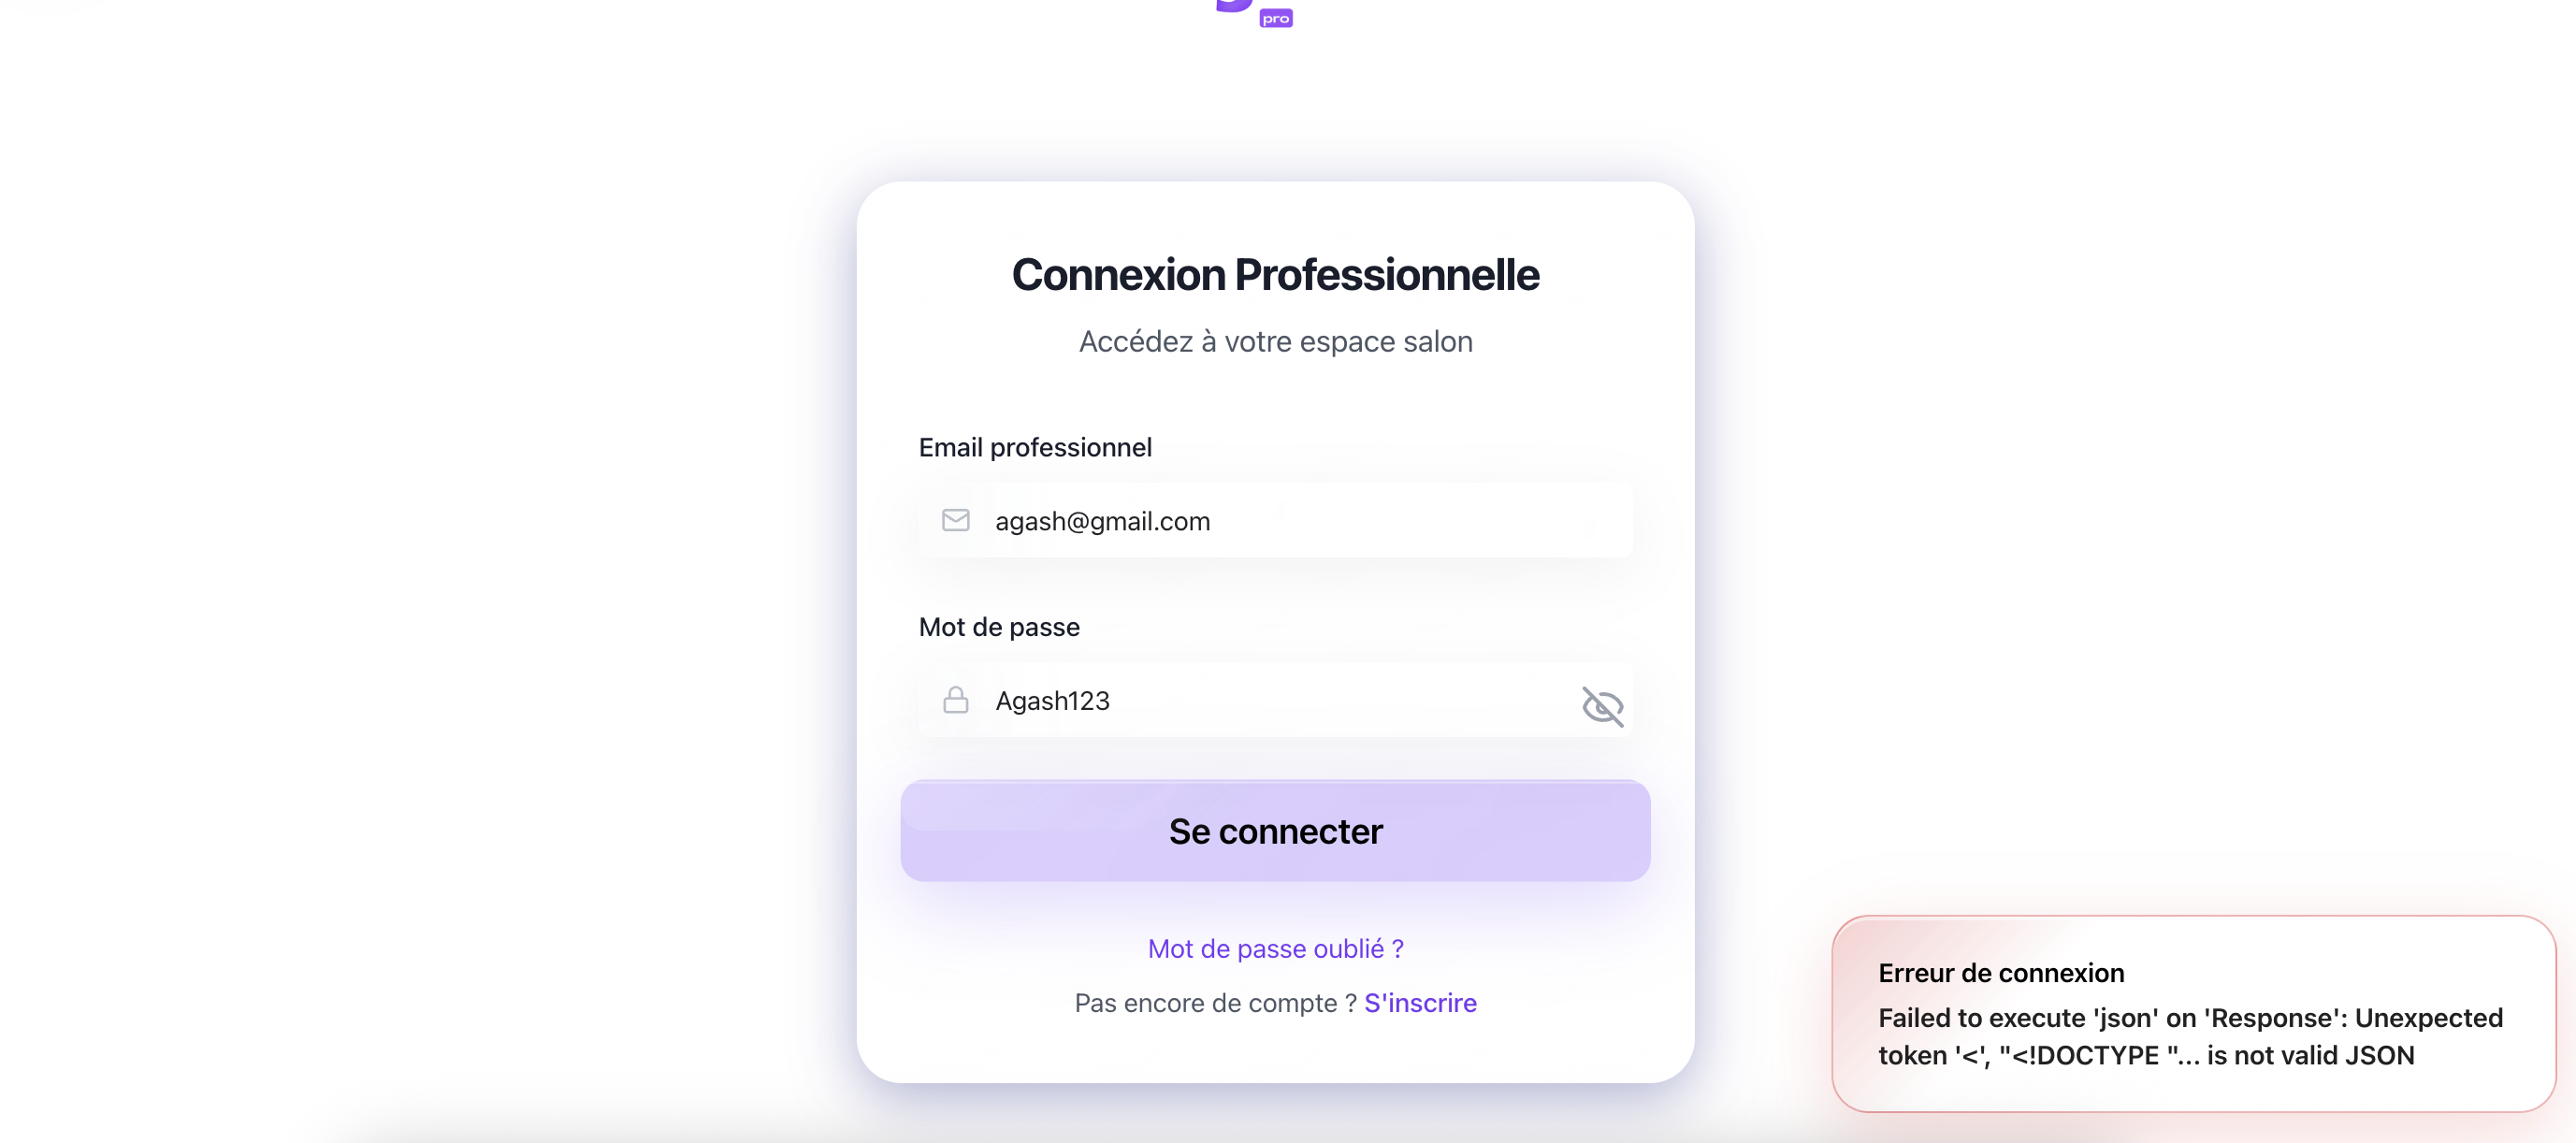 pro
Connexion Professionnelle
Accédez à votre espace salon
Email professionnel
agash@gmail.com
Mot de passe
Agash123
Se connecter
Mot de passe oublié ?
Pas encore de compte ? S'inscrire
Erreur de connexion
Failed to execute 'json' on 'Response': Unexpected
token '<', "<!DOCTYPE "... is not valid JSON